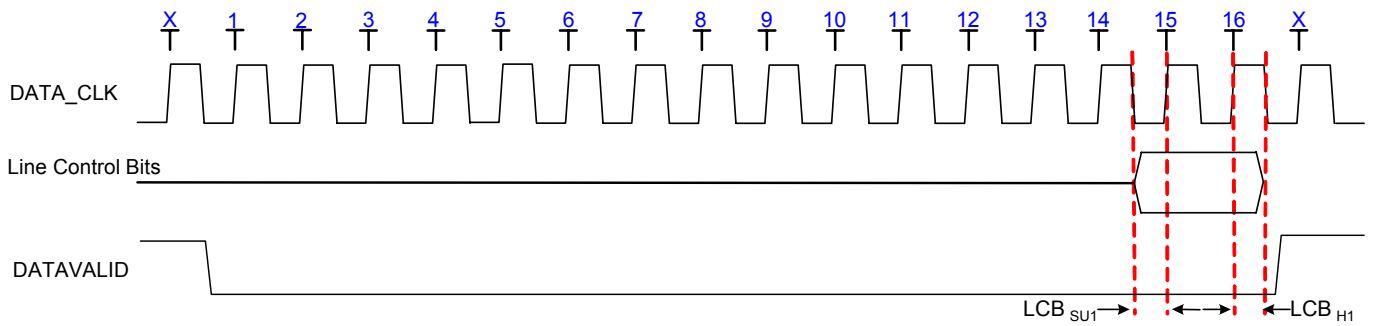 X 1 2 3 4 5 6 7 8 9 10 11 12 13 14 15 16 X
DATA_CLK
Line Control Bits
DATAVALID
LCB SU1 LCB H1